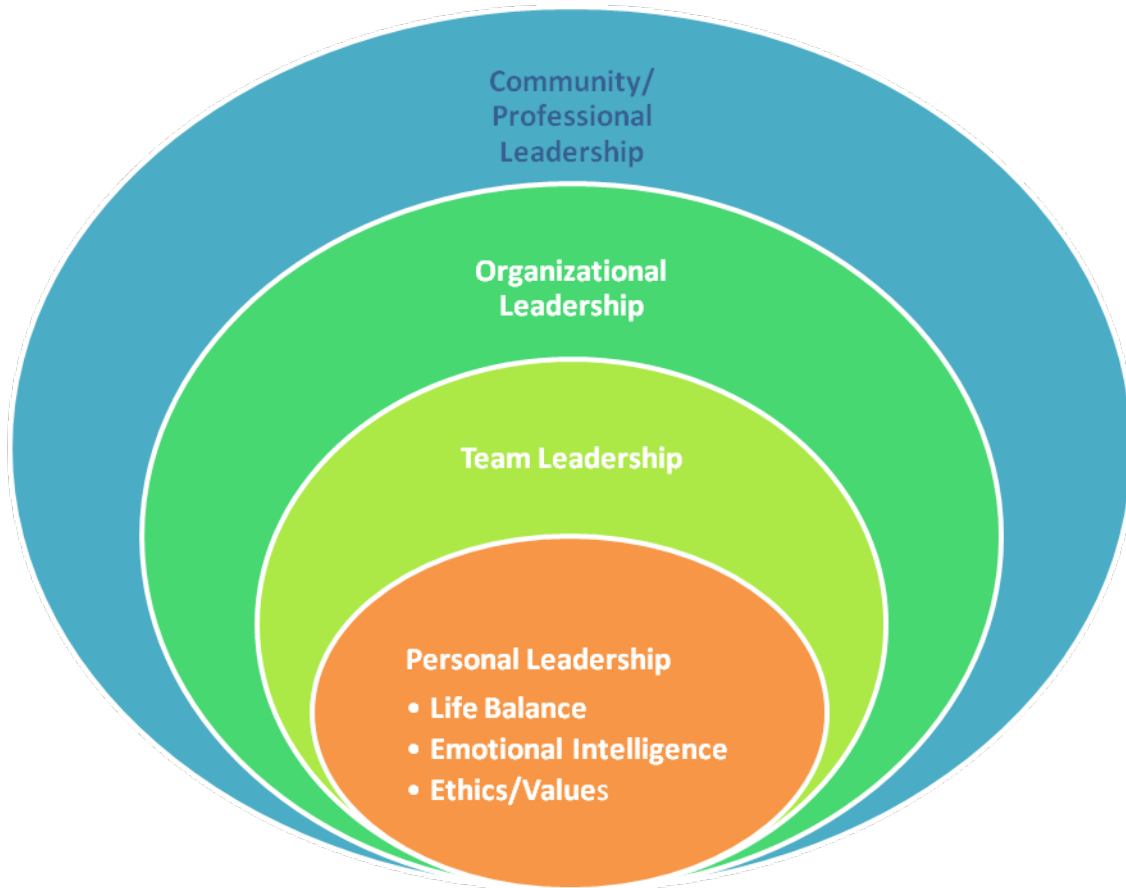 Community/
Professional
Leadership
Organizational
Leadership
Team Leadership
Personal Leadership
• Life Balance
• Emotional Intelligence
• Ethics/Values